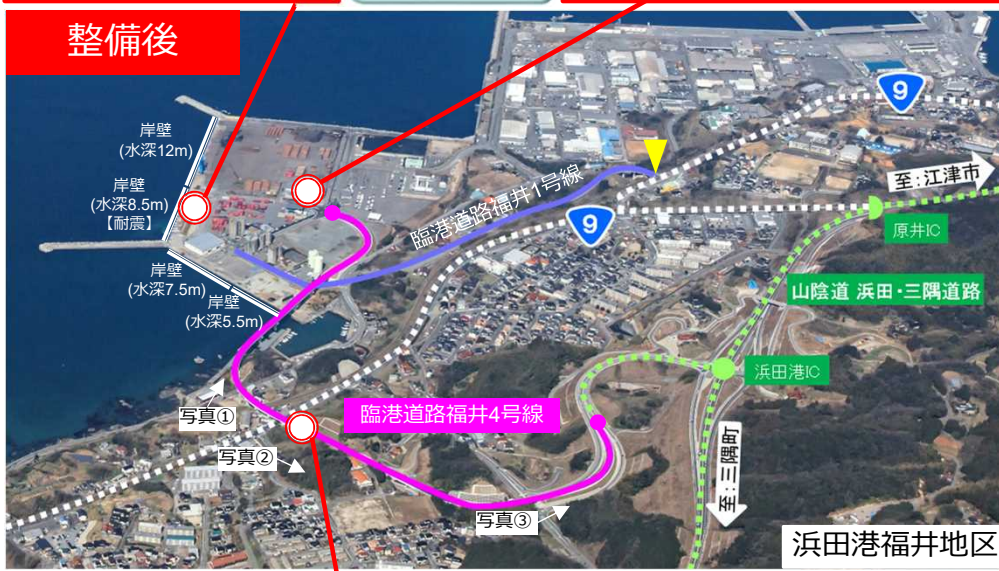 整備後
9
岸壁
(水深12m)
至:江津市
岸壁
(水深8.5m)
【耐震】
臨港道路福井1号線
9
原井IC
岸壁
(水深7.5m)
山陰道 浜田・三隅道路
岸壁
(水深5.5m)
浜田港IC
写真①
臨港道路福井4号線
写真②
至:三隅町
写真③
浜田港福井地区